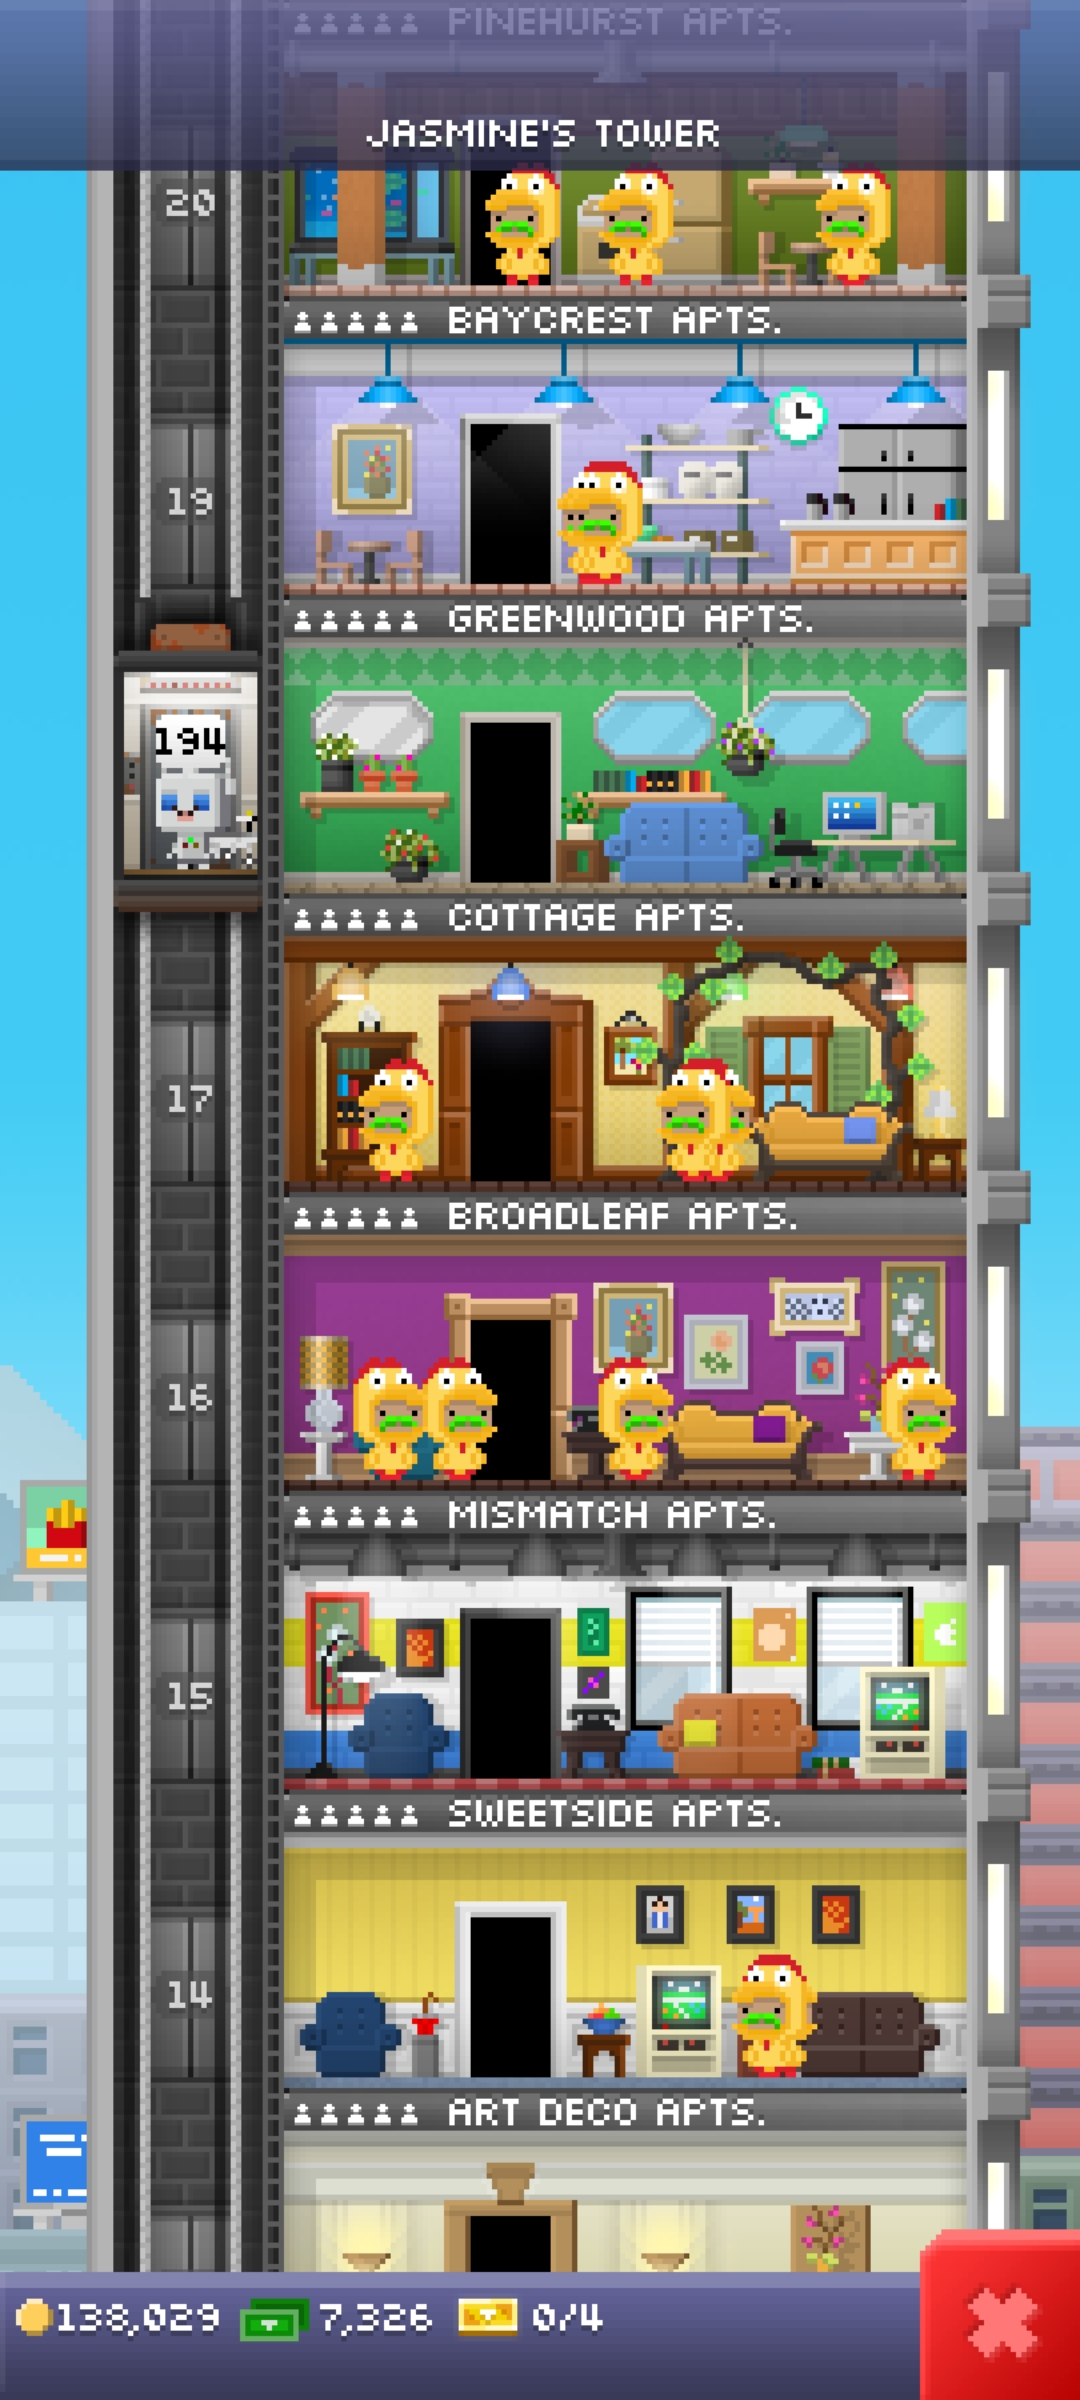 PINEHURST APTS.
JASMINE'S TOWER
20
BAYCREST APTS.
19
GREENWOOD APTS.
194
COTTAGE APTS.
17
BROADLEAF APTS.
16
MISMATCH APTS.
15
SWEETSIDE APTS.
14
ART DECO APTS.
138,029 7,326 0/4